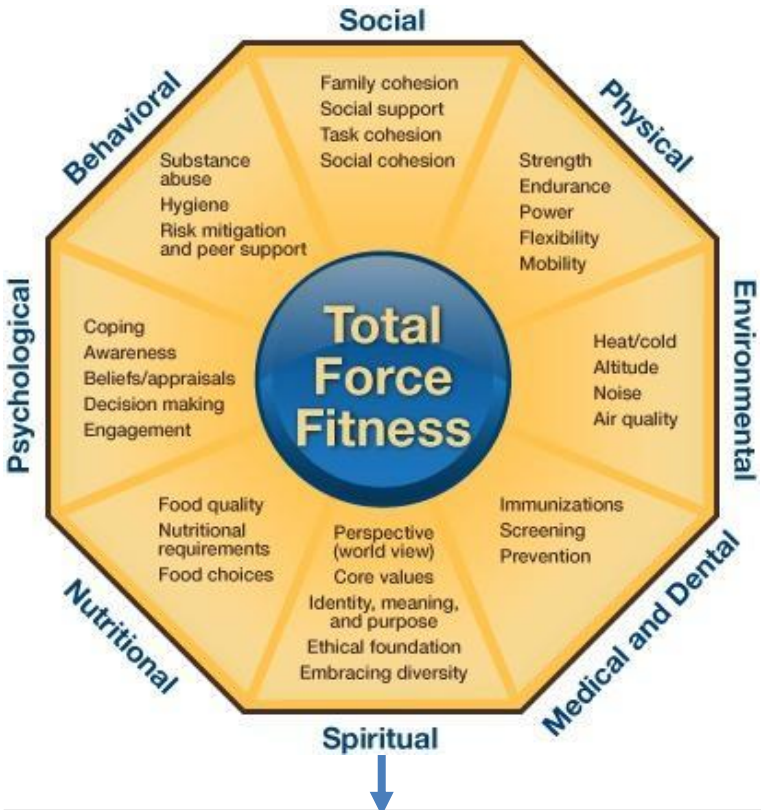 Social
Family cohesion
Social support
Task cohesion
Social cohesion
Physical
Strength
Endurance
Power
Flexibility
Mobility
Environmental
Heat/cold
Altitude
Noise
Air quality
Medical and Dental
Immunizations
Screening
Prevention
Spiritual
Perspective
(world view)
Core values
Identity, meaning,
and purpose
Ethical foundation
Embracing diversity
Nutritional
Food quality
Nutritional
requirements
Food choices
Psychological
Coping
Awareness
Beliefs/appraisals
Decision making
Engagement
Behavioral
Substance
abuse
Hygiene
Risk mitigation
and peer support
Total
Force
Fitness